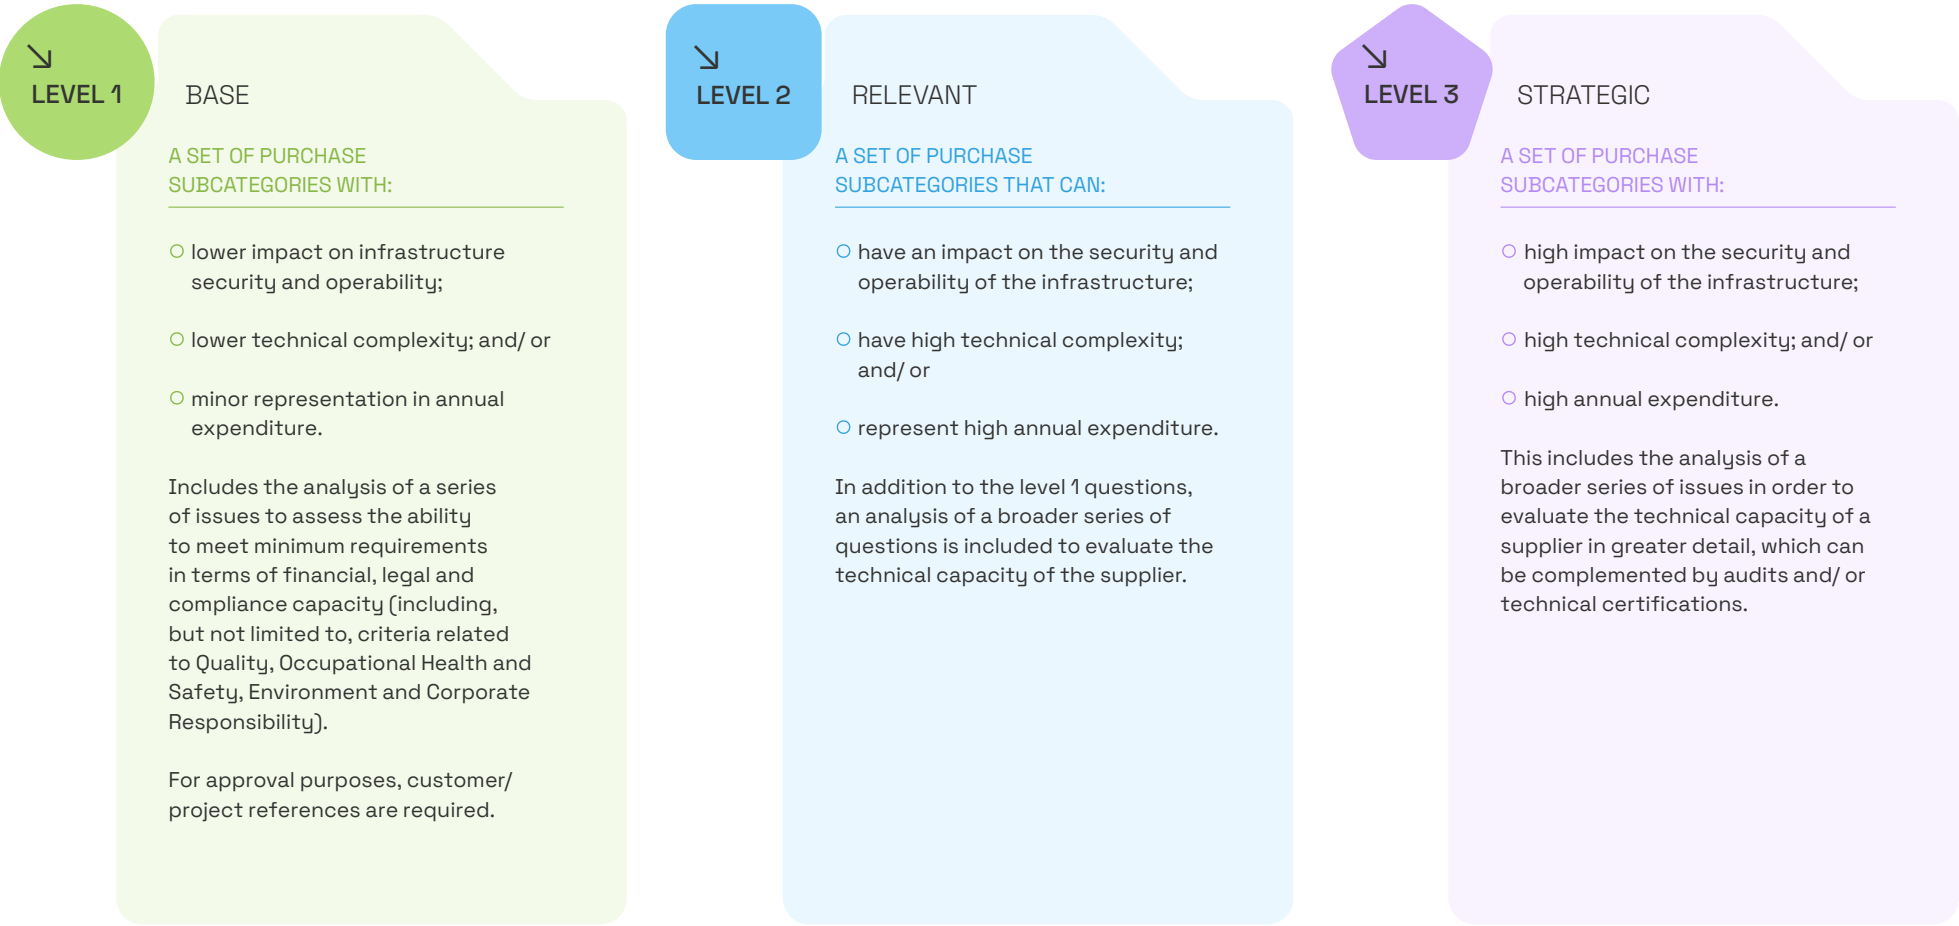 LEVEL 1
BASE
A SET OF PURCHASE
SUBCATEGORIES WITH:
lower impact on infrastructure
security and operability;
lower technical complexity; and/ or
minor representation in annual
expenditure.
Includes the analysis of a series
of issues to assess the ability
to meet minimum requirements
in terms of financial, legal and
compliance capacity (including,
but not limited to, criteria related
to Quality, Occupational Health and
Safety, Environment and Corporate
Responsibility).
For approval purposes, customer/
project references are required.
LEVEL 2
RELEVANT
A SET OF PURCHASE
SUBCATEGORIES THAT CAN:
have an impact on the security and
operability of the infrastructure;
have high technical complexity;
and/ or
represent high annual expenditure.
In addition to the level 1 questions,
an analysis of a broader series of
questions is included to evaluate the
technical capacity of the supplier.
LEVEL 3
STRATEGIC
A SET OF PURCHASE
SUBCATEGORIES WITH:
high impact on the security and
operability of the infrastructure;
high technical complexity; and/ or
high annual expenditure.
This includes the analysis of a
broader series of issues in order to
evaluate the technical capacity of a
supplier in greater detail, which can
be complemented by audits and/ or
technical certifications.